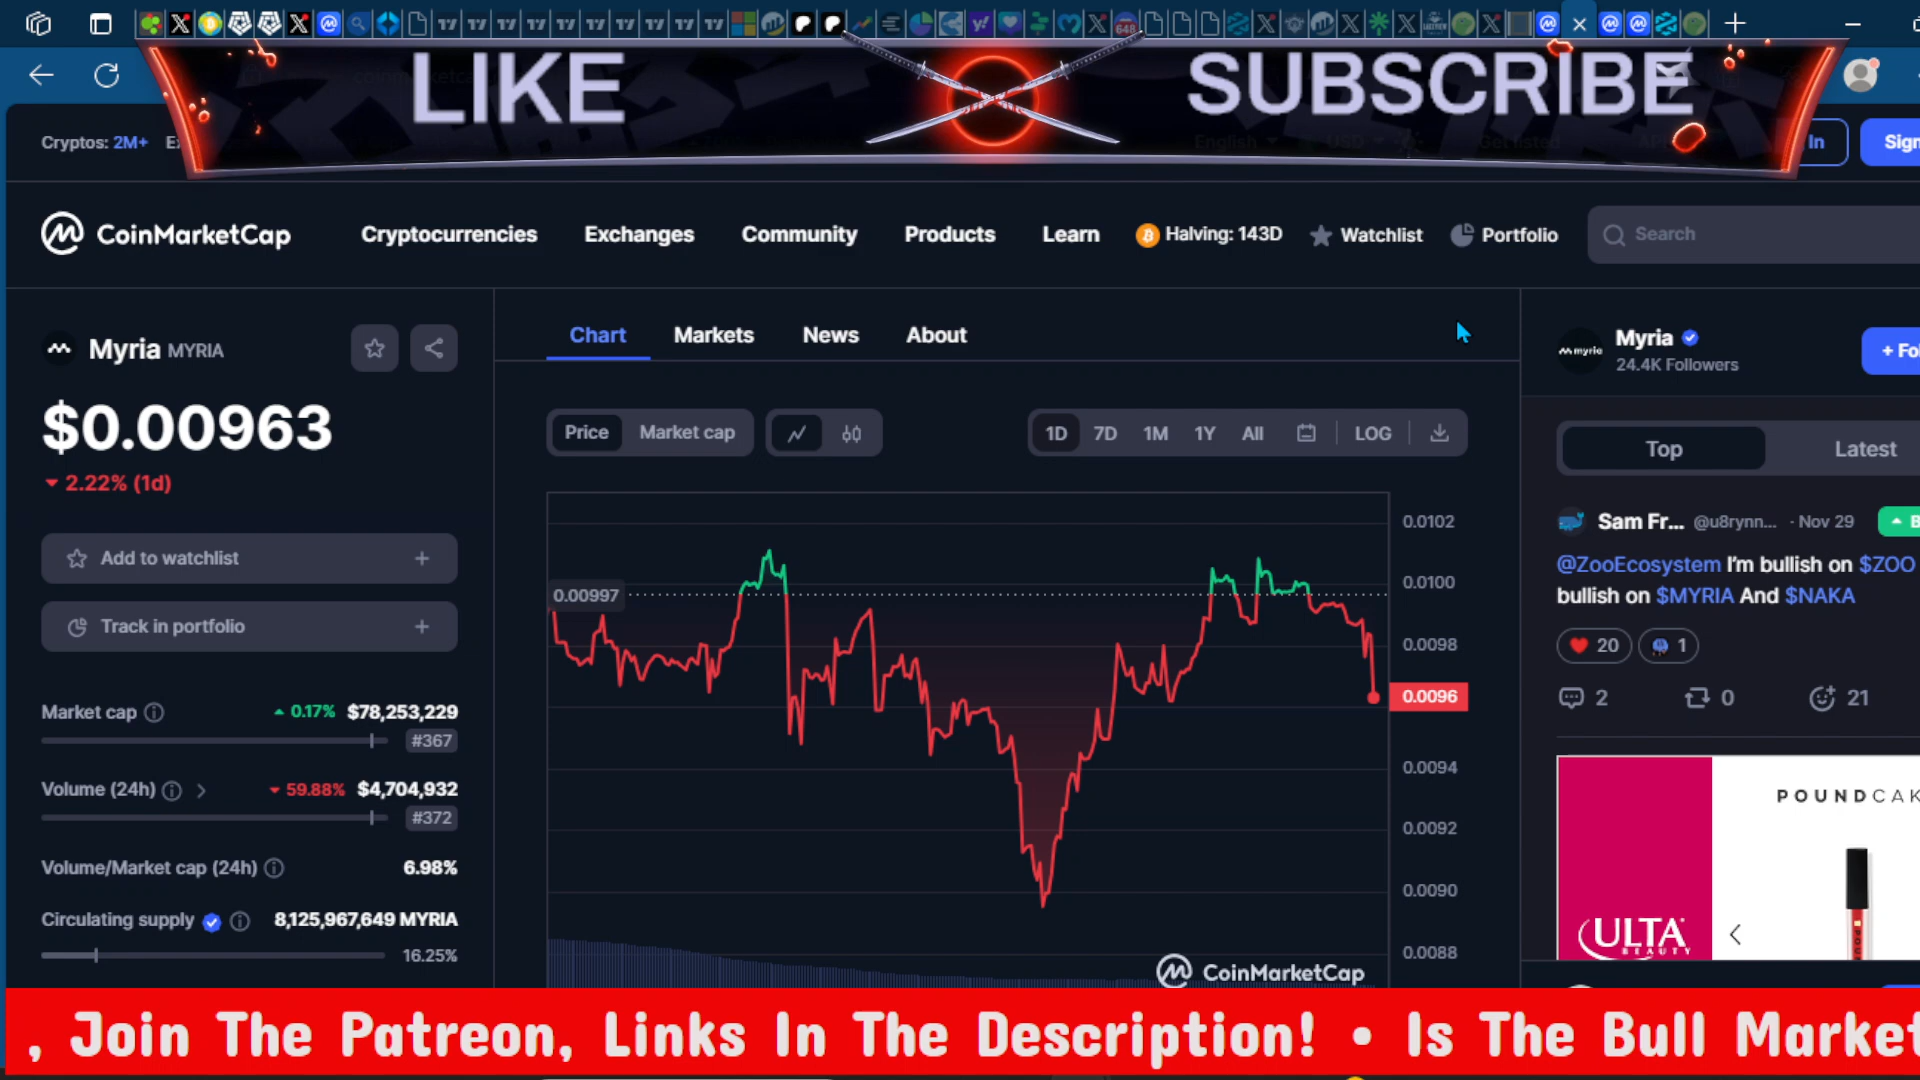 LIKE
SUBSCRIBE
Cryptos: 2M+
English
Get listed
In
Sign
CoinMarketCap
Cryptocurrencies
Exchanges
Community
Products
Learn
Halving: 143D
Watchlist
Portfolio
Search
Myria MYRIA
$0.00963
2.22% (1d)
Add to watchlist +
Track in portfolio +
Market cap 0.17% $78,253,229
#367
Volume (24h) 59.88% $4,704,932
#372
Volume/Market cap (24h) 6.98%
Circulating supply 8,125,967,649 MYRIA
16.25%
Chart
Markets
News
About
Price
Market cap
1D 7D 1M 1Y All LOG
0.00997
0.0102
0.0100
0.0098
0.0096
0.0094
0.0092
0.0090
0.0088
CoinMarketCap
myria
Myria
24.4K Followers
+ Fol
Top
Latest
Sam Fr... @u8rynn... · Nov 29
B
@ZooEcosystem I'm bullish on $ZOO
bullish on $MYRIA And $NAKA
20
1
2
0
21
POUNDCAK
ULTA
BEAUTY
, Join The Patreon, Links In The Description! • Is The Bull Market